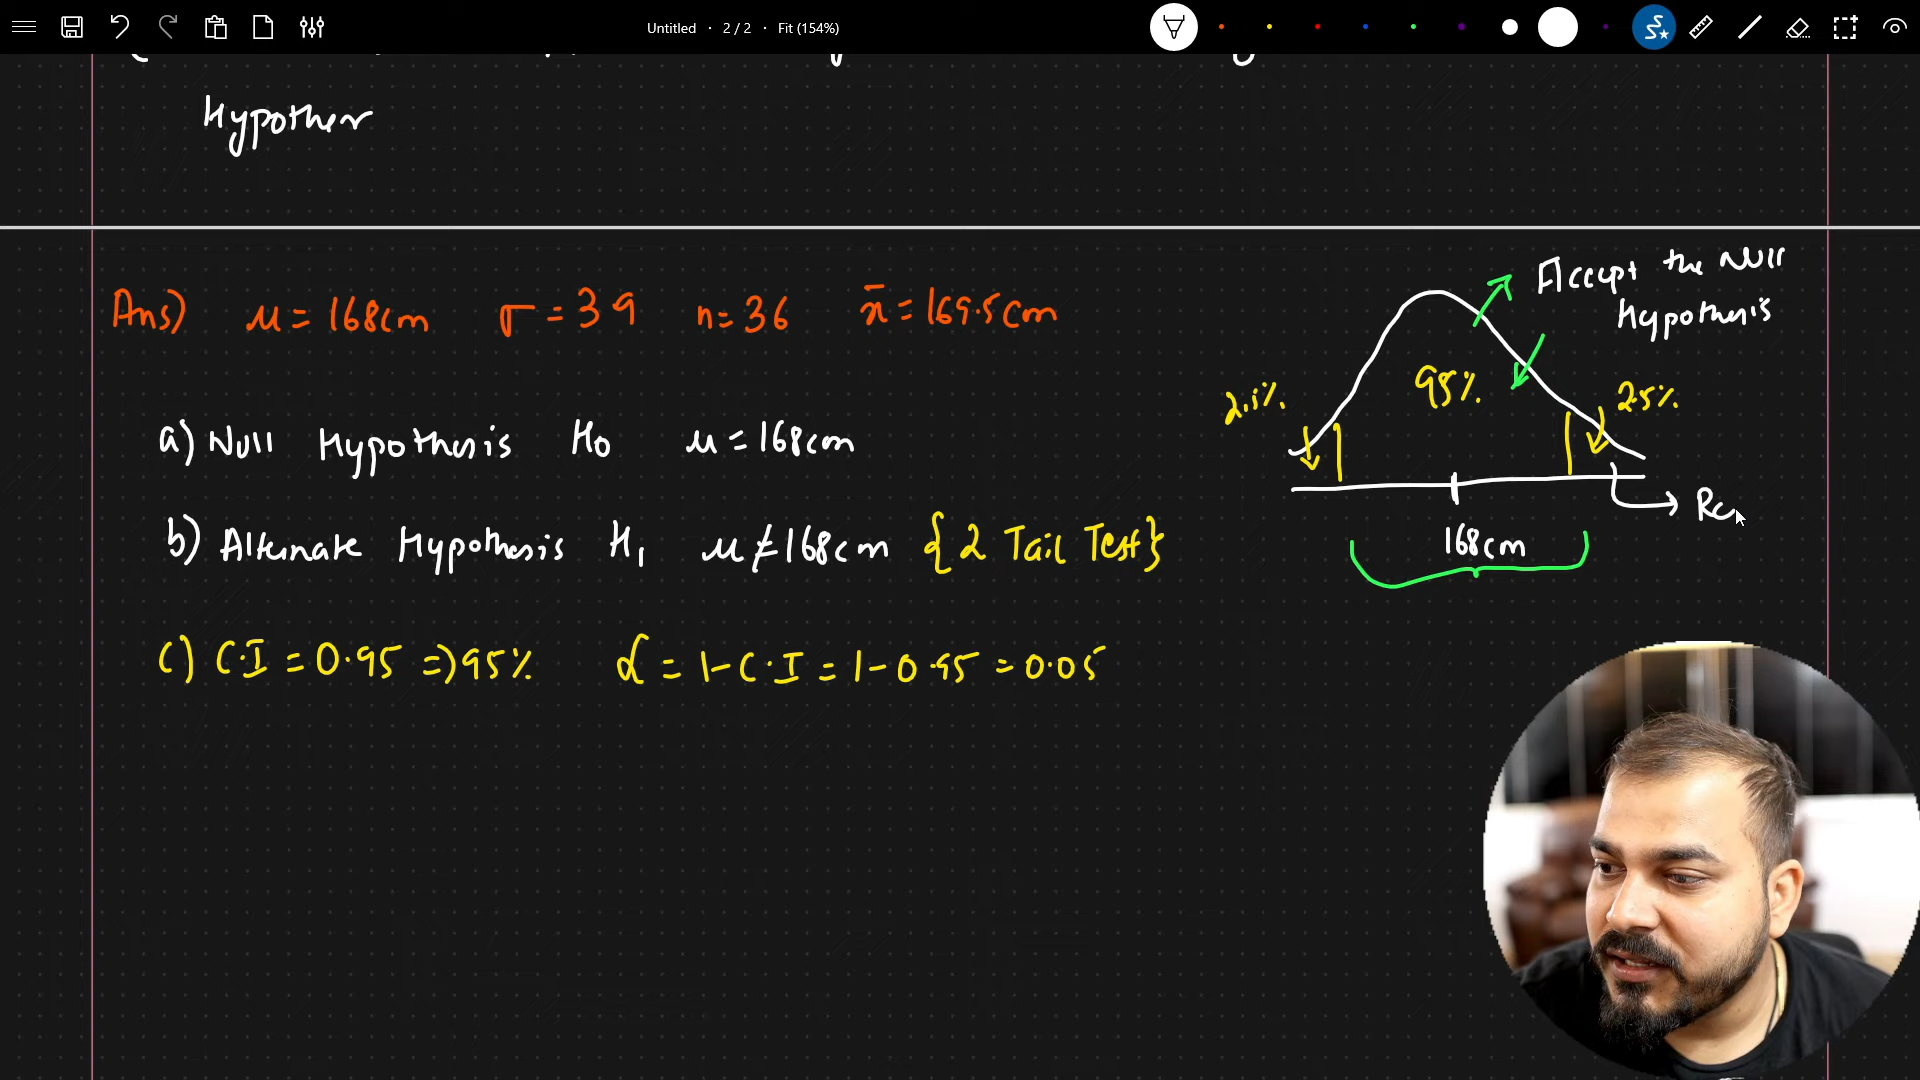 Untitled · 2 / 2 · Fit (154%)
Hypother
Ans) μ = 168cm σ = 3.9 n = 36 x̄ = 169.5cm
Accept the Null
Hypothesis
2.5% 95% 2.5%
a) Null Hypothesis H0 μ = 168cm
Re
168cm
b) Alternate Hypothesis H1 μ ≠ 168cm {2 Tail Test}
c) C.I = 0.95 => 95% α = 1 - C.I = 1 - 0.95 = 0.05